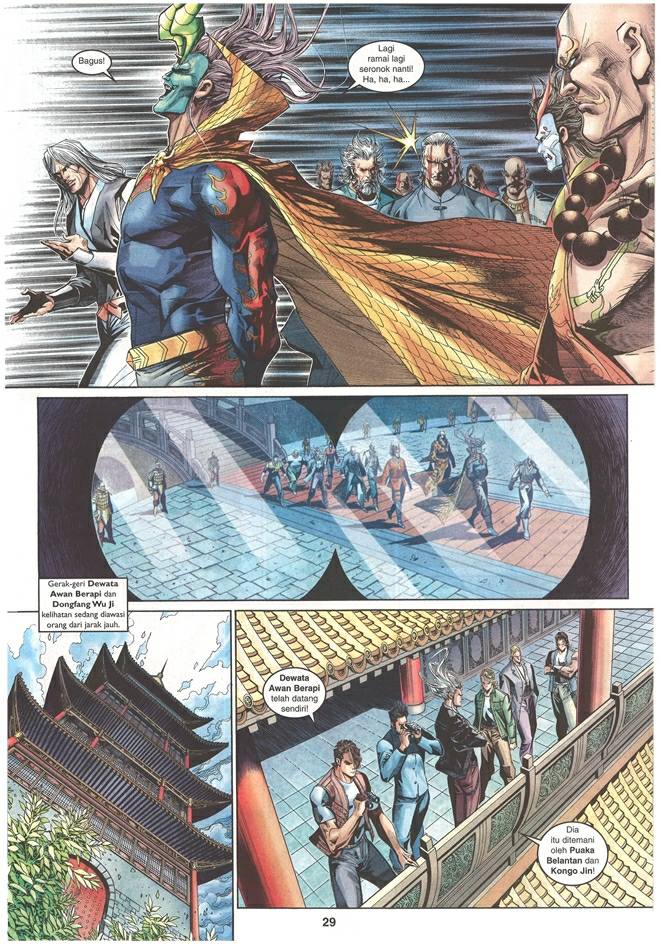 Bagus!
Lagi
ramai lagi
seronok nanti!
Ha, ha, ha...
Gerak-geri Dewata
Awan Berapi dan
Dongfang Wu Ji
kelihatan sedang diawasi
orang dari jarak jauh.
Dewata
Awan Berapi
telah datang
sendiri!
Dia
itu ditemani
oleh Puaka
Belantan dan
Kongo Jin!
29